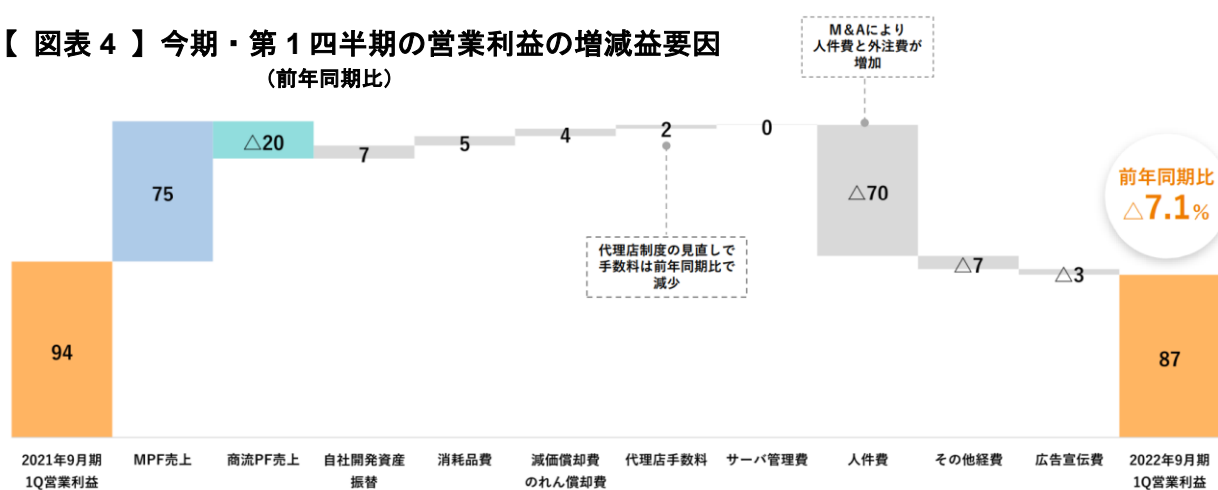 【 図表 4 】今期・第 1 四半期の営業利益の増減益要因
（前年同期比）
M&Aにより
人件費と外注費が
増加
94
75
△20
7
5
4
2
0
△70
△7
△3
87
代理店制度の見直しで
手数料は前年同期比で
減少
前年同期比
△7.1%
2021年9月期
1Q営業利益
MPF売上
商流PF売上
自社開発資産
振替
消耗品費
減価償却費
のれん償却費
代理店手数料
サーバ管理費
人件費
その他経費
広告宣伝費
2022年9月期
1Q営業利益